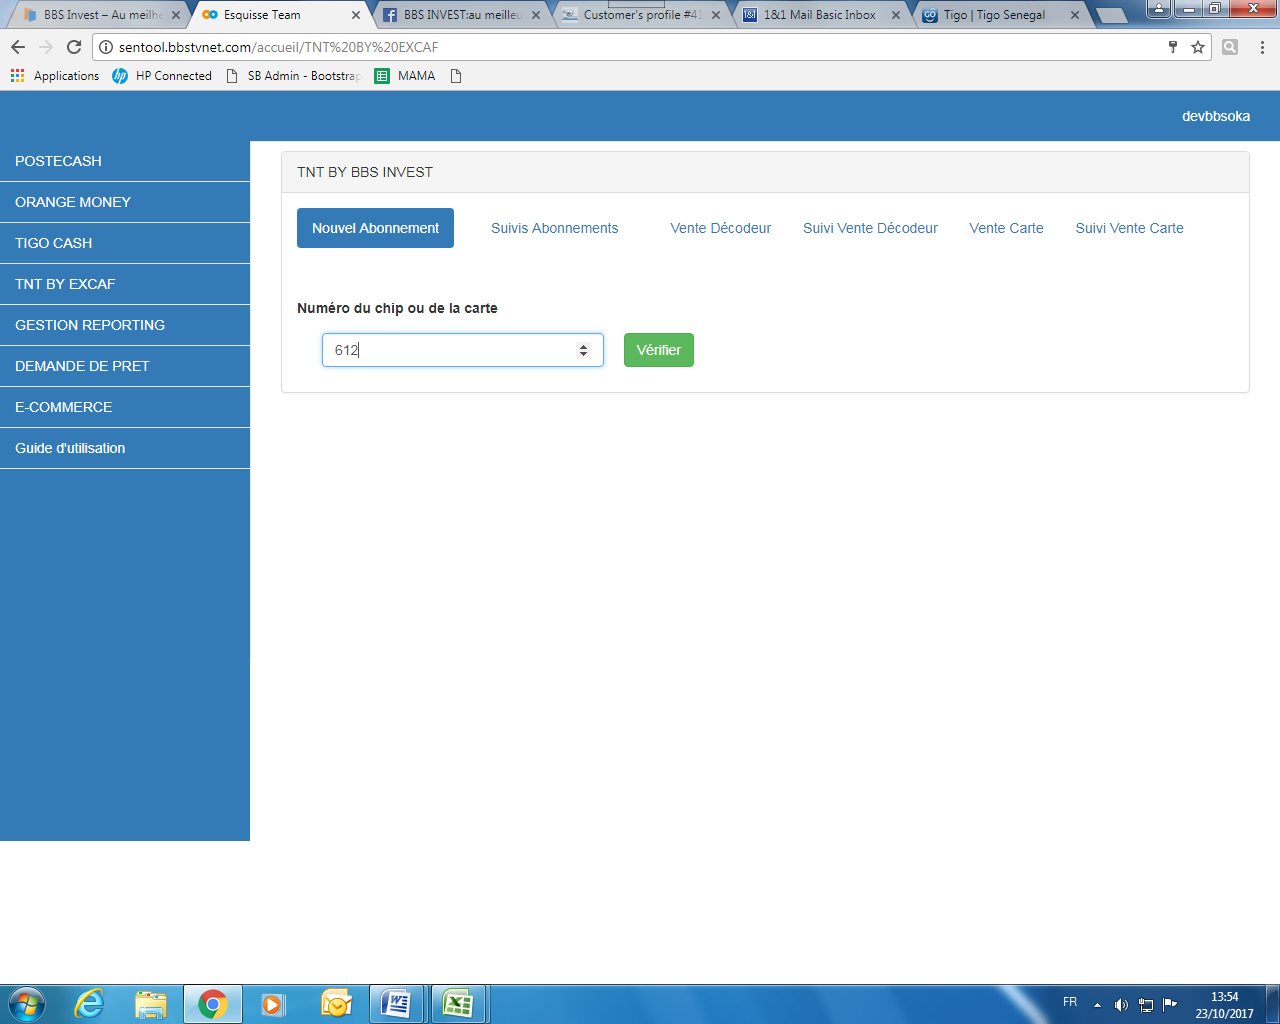 BBS Invest – Au meilhe
Esquisse Team
BBS INVEST:au meilleu
Customer's profile #41
1&1 Mail Basic Inbox
Tigo | Tigo Senegal
sentool.bbstvnet.com/accueil/TNT%20BY%20EXCAF
Applications
HP Connected
SB Admin - Bootstrap
MAMA
devbbsoka
POSTECASH
ORANGE MONEY
TIGO CASH
TNT BY EXCAF
GESTION REPORTING
DEMANDE DE PRET
E-COMMERCE
Guide d'utilisation
TNT BY BBS INVEST
Nouvel Abonnement
Suivis Abonnements
Vente Décodeur
Suivi Vente Décodeur
Vente Carte
Suivi Vente Carte
Numéro du chip ou de la carte
612
Vérifier
FR
13:54
23/10/2017